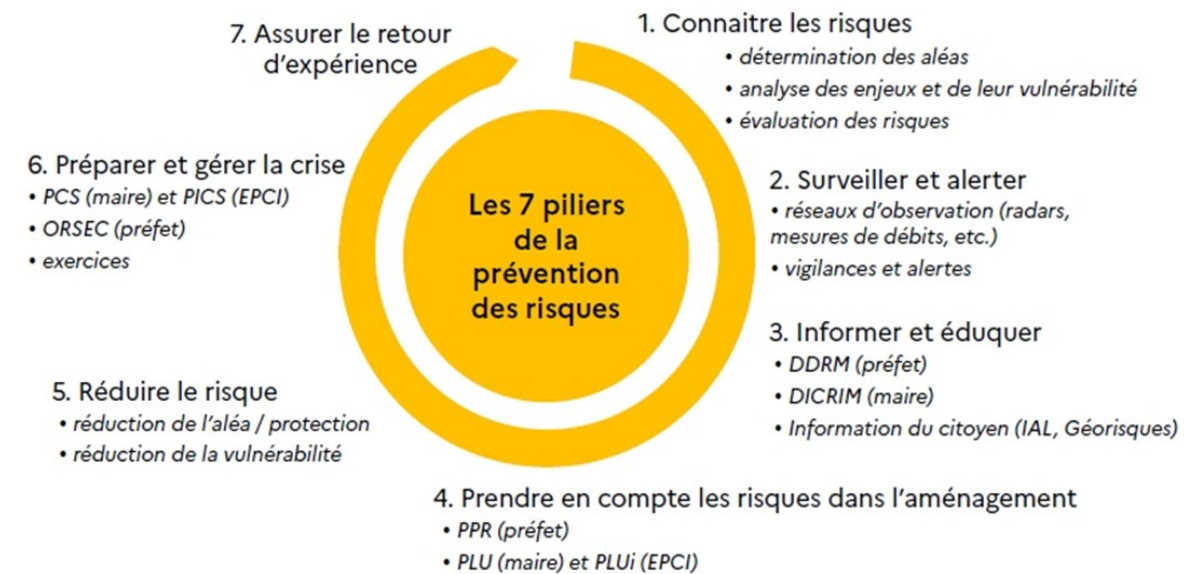 1. Connaitre les risques
• détermination des aléas
• analyse des enjeux et de leur vulnérabilité
• évaluation des risques
2. Surveiller et alerter
• réseaux d’observation (radars,
mesures de débits, etc.)
• vigilances et alertes
3. Informer et éduquer
• DDRM (préfet)
• DICRIM (maire)
• Information du citoyen (IAL, Géorisques)
4. Prendre en compte les risques dans l’aménagement
• PPR (préfet)
• PLU (maire) et PLUi (EPCI)
5. Réduire le risque
• réduction de l’aléa / protection
• réduction de la vulnérabilité
6. Préparer et gérer la crise
• PCS (maire) et PICS (EPCI)
• ORSEC (préfet)
• exercices
7. Assurer le retour
d’expérience
Les 7 piliers
de la
prévention
des risques